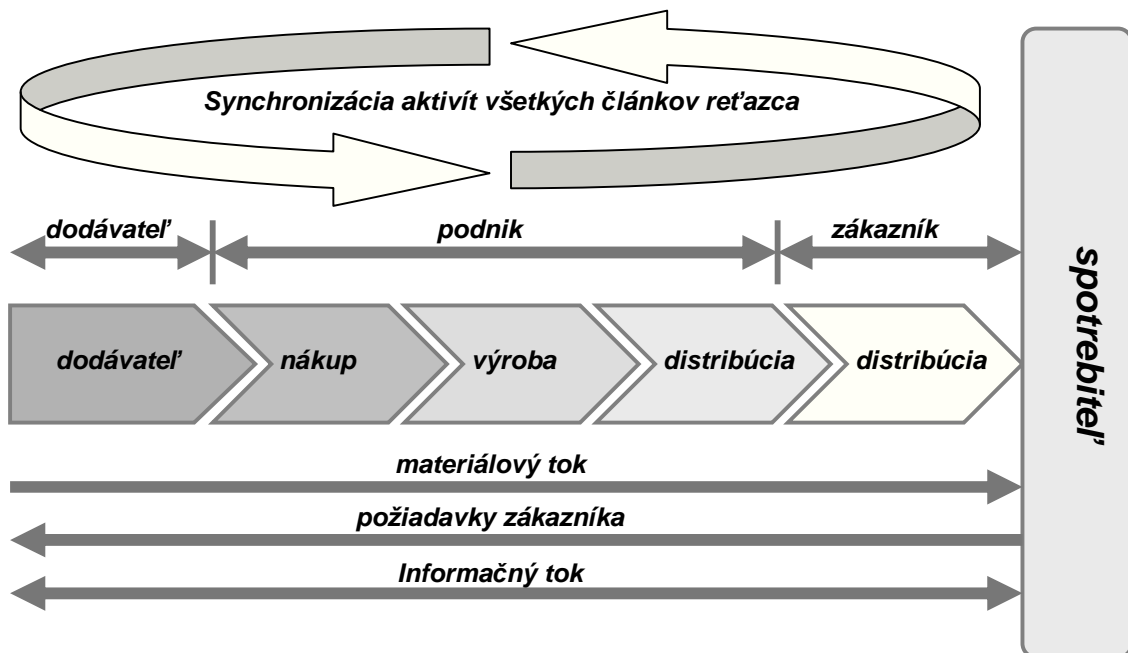 Synchronizácia aktivít všetkých článkov reťazca
dodávateľ
podnik
zákazník
dodávateľ
nákup
výroba
distribúcia
distribúcia
spotrebiteľ
materiálový tok
požiadavky zákazníka
Informačný tok